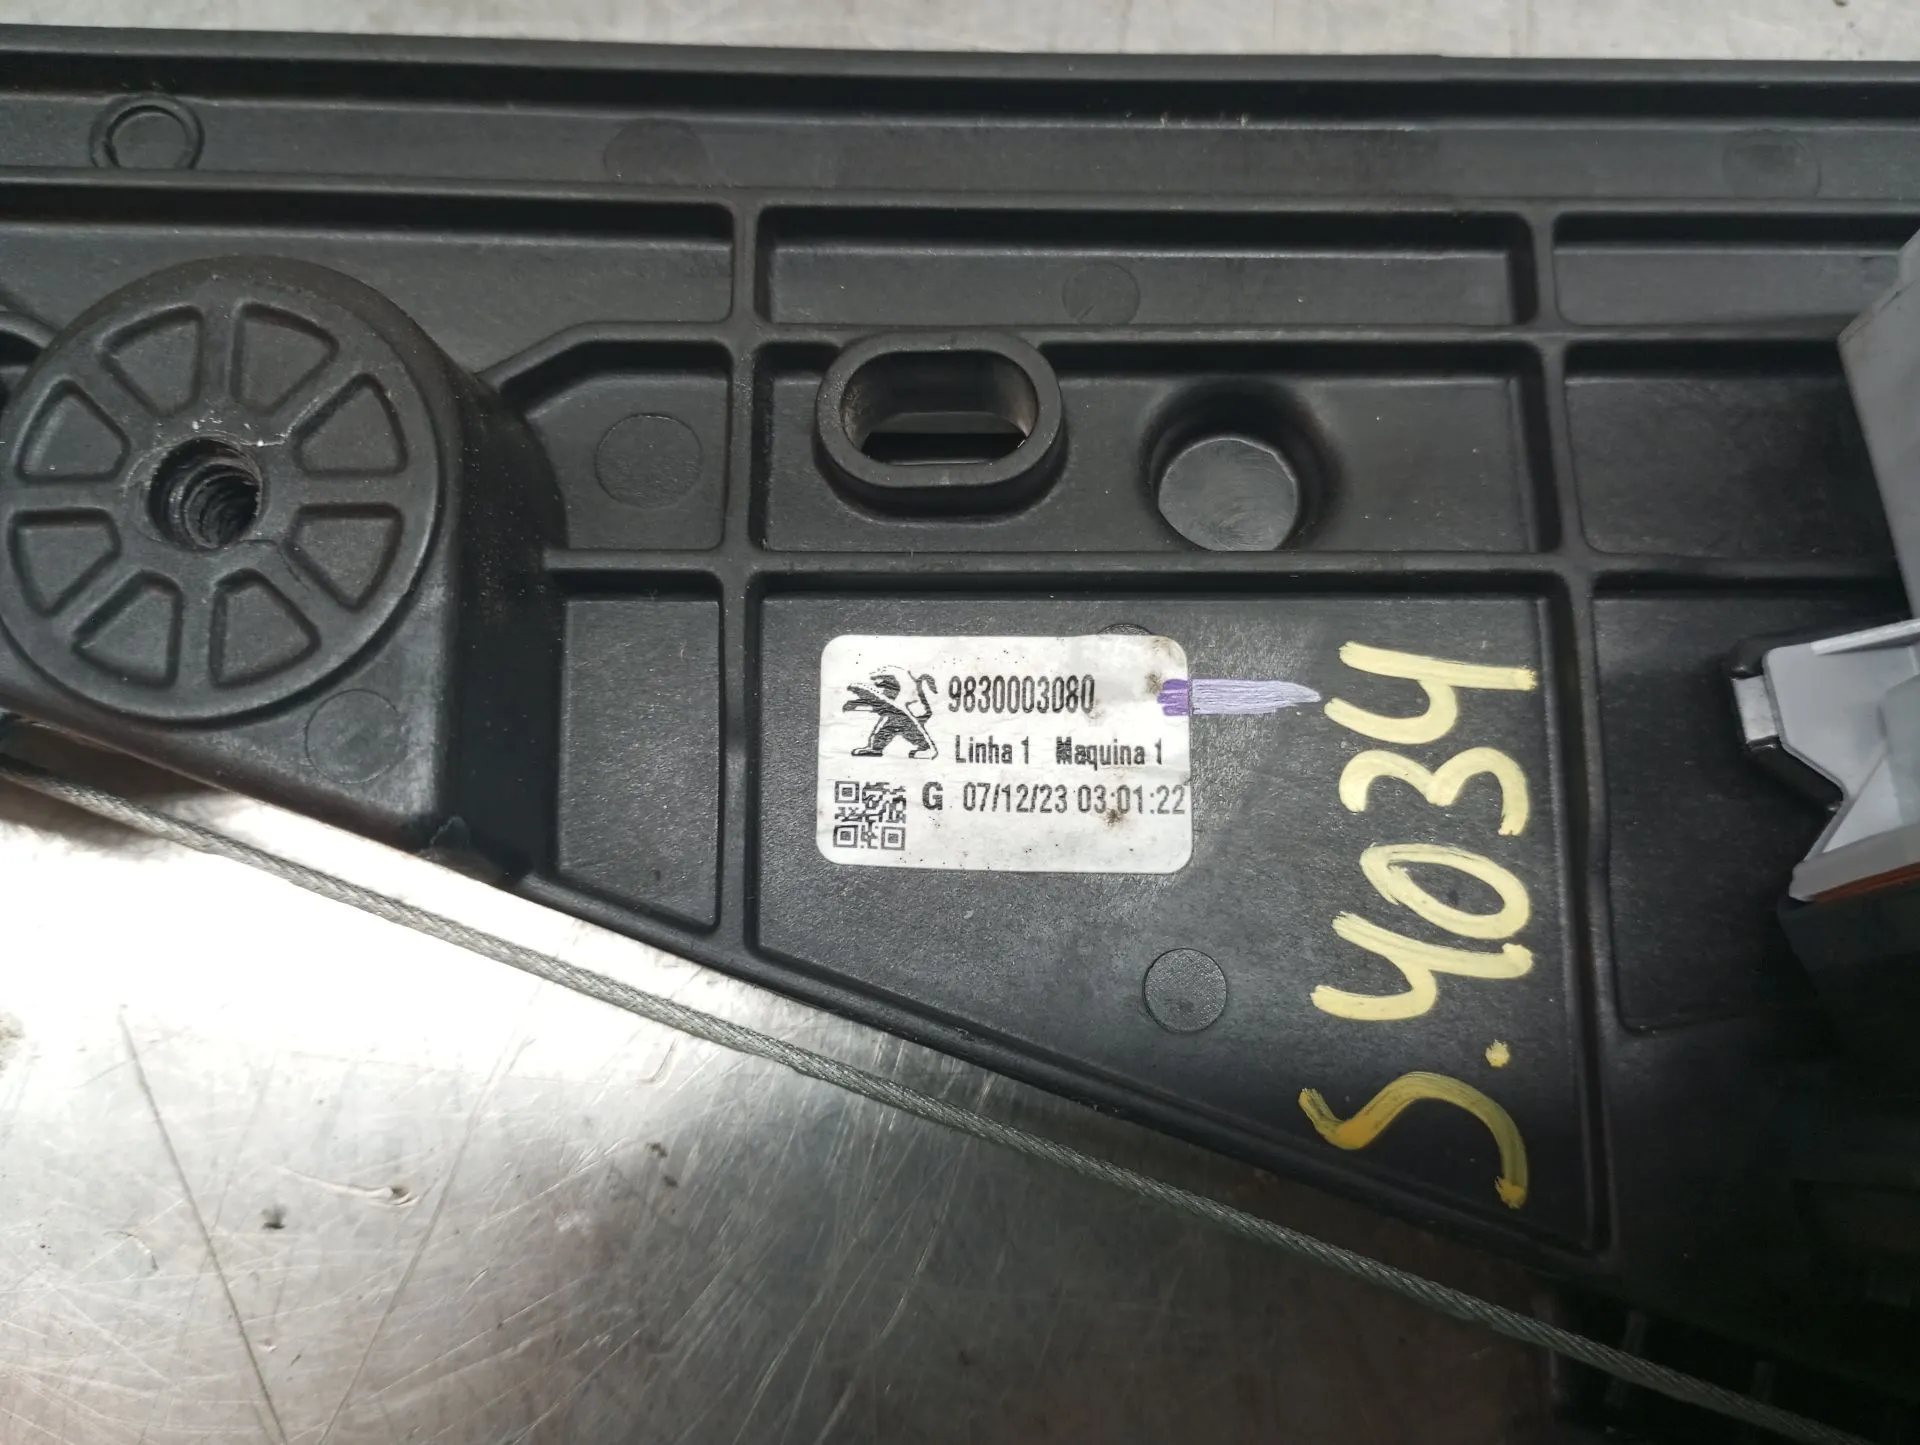 9830003080
Linha 1 Maquina 1
G 07/12/23 03:01:22
S.4034